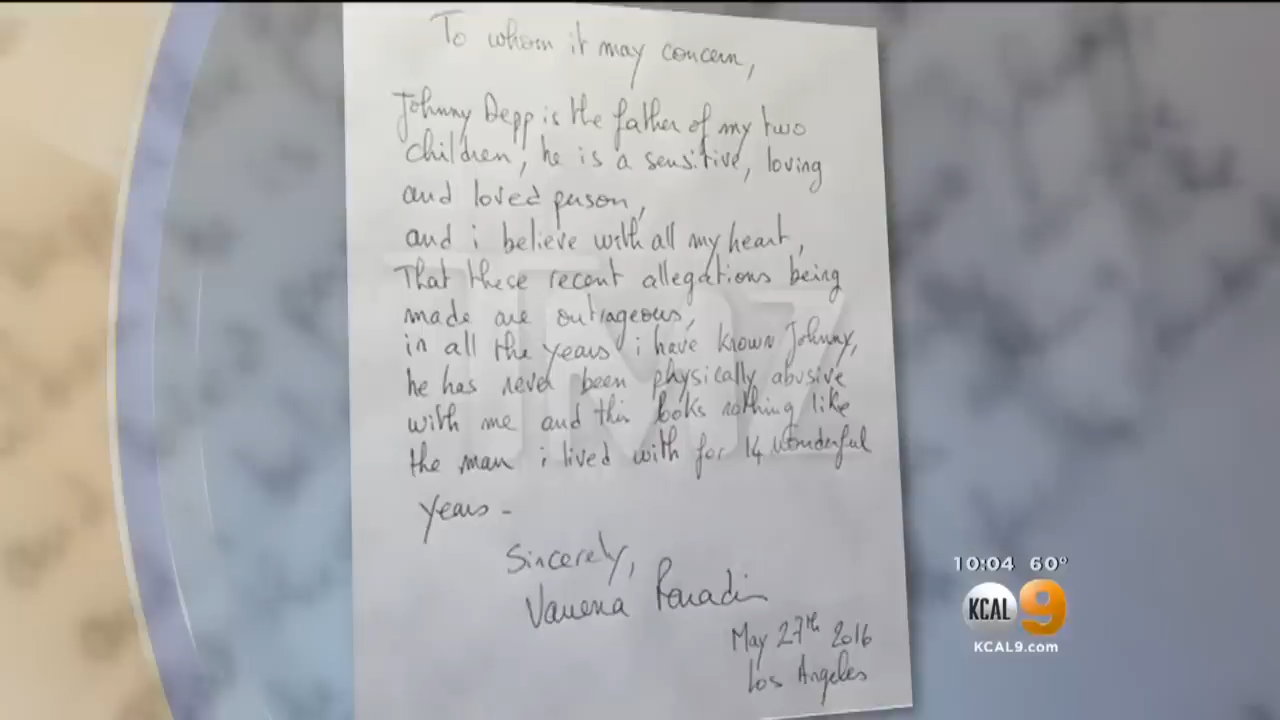 To whom it may concern,
Johnny Depp is the father of my two
children, he is a sensitive, loving
and loved person,
and i believe with all my heart,
That these recent allegations being
made are outrageous,
in all the years i have known Johnny,
he has never been physically abusive
with me and this looks nothing like
the man i lived with for 14 wonderful
years -
Sincerely,
Vanessa Paradis
May 27th 2016
Los Angeles
TMZ
10:04 60°
KCAL 9
KCAL9.com